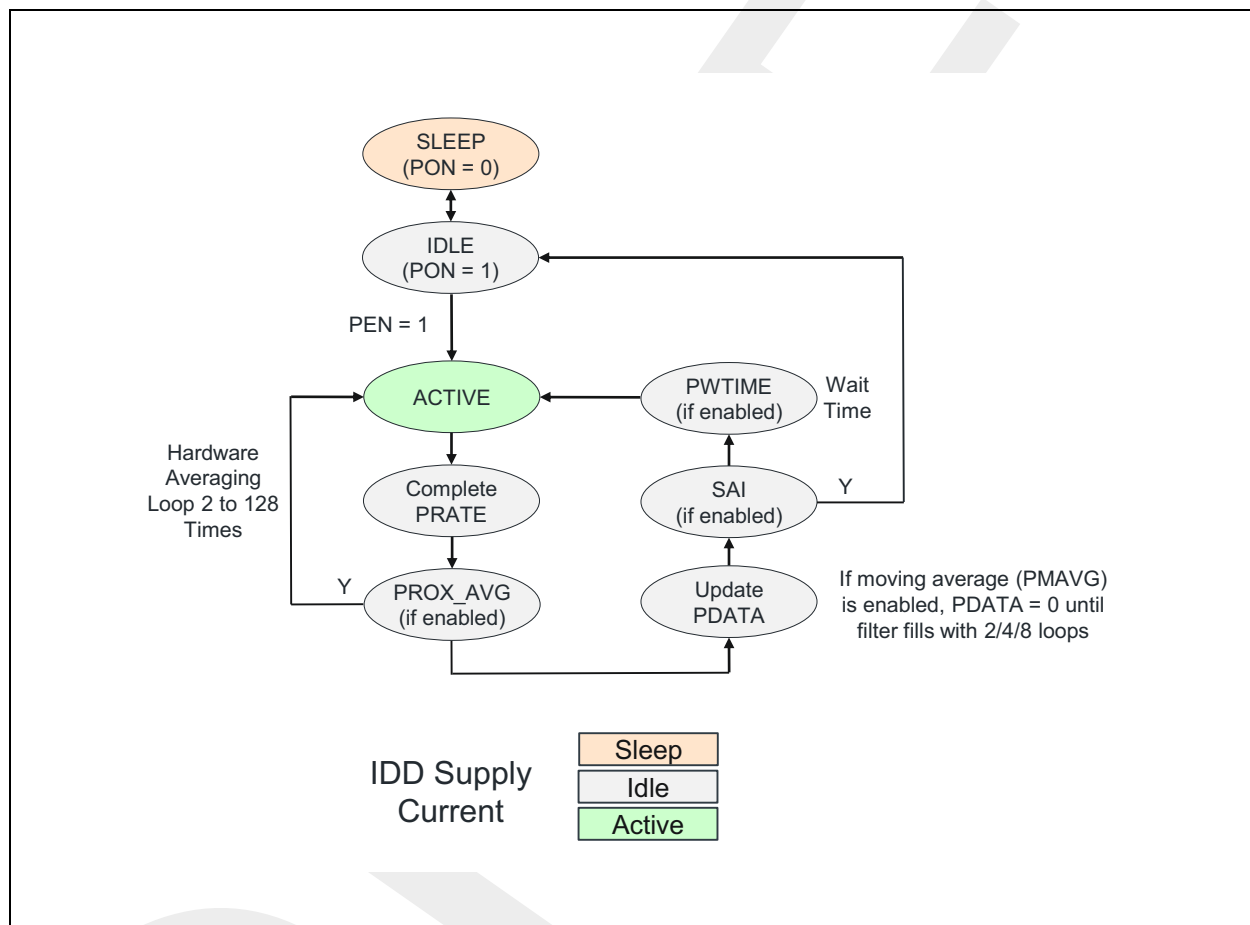 SLEEP
(PON = 0)
IDLE
(PON = 1)
PEN = 1
ACTIVE
PWTIME
(if enabled)
Wait
Time
Hardware
Averaging
Loop 2 to 128
Times
Complete
PRATE
SAI
(if enabled)
Y
Y
PROX_AVG
(if enabled)
Update
PDATA
If moving average (PMAVG)
is enabled, PDATA = 0 until
filter fills with 2/4/8 loops
IDD Supply
Current
Sleep
Idle
Active